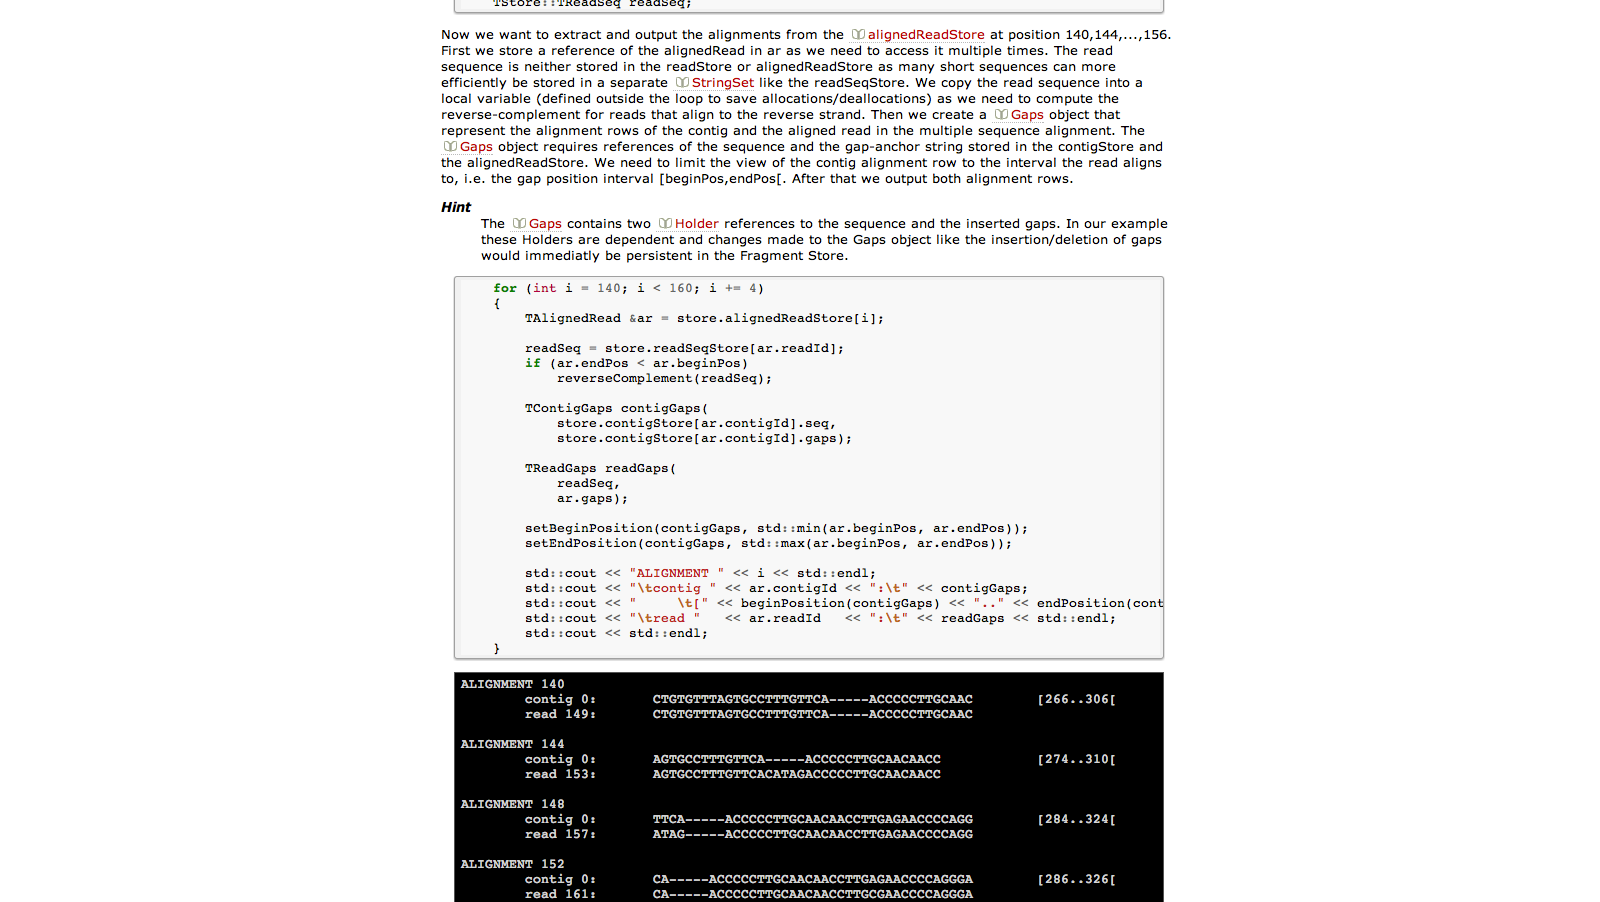 TStore::TReadSeq readSeq;
Now we want to extract and output the alignments from the alignedReadStore at position 140,144,...,156.
First we store a reference of the alignedRead in ar as we need to access it multiple times. The read
sequence is neither stored in the readStore or alignedReadStore as many short sequences can more
efficiently be stored in a separate StringSet like the readSeqStore. We copy the read sequence into a
local variable (defined outside the loop to save allocations/deallocations) as we need to compute the
reverse-complement for reads that align to the reverse strand. Then we create a Gaps object that
represent the alignment rows of the contig and the aligned read in the multiple sequence alignment. The
Gaps object requires references of the sequence and the gap-anchor string stored in the contigStore and
the alignedReadStore. We need to limit the view of the contig alignment row to the interval the read aligns
to, i.e. the gap position interval [beginPos,endPos[. After that we output both alignment rows.
Hint
The Gaps contains two Holder references to the sequence and the inserted gaps. In our example
these Holders are dependent and changes made to the Gaps object like the insertion/deletion of gaps
would immediatly be persistent in the Fragment Store.
for (int i = 140; i < 160; i += 4)
{
TAlignedRead &ar = store.alignedReadStore[i];
readSeq = store.readSeqStore[ar.readId];
if (ar.endPos < ar.beginPos)
reverseComplement(readSeq);
TContigGaps contigGaps(
store.contigStore[ar.contigId].seq,
store.contigStore[ar.contigId].gaps);
TReadGaps readGaps(
readSeq,
ar.gaps);
setBeginPosition(contigGaps, std::min(ar.beginPos, ar.endPos));
setEndPosition(contigGaps, std::max(ar.beginPos, ar.endPos));
std::cout << "ALIGNMENT " << i << std::endl;
std::cout << "\tcontig " << ar.contigId << ":\t" << contigGaps;
std::cout << "     \t[" << beginPosition(contigGaps) << ".." << endPosition(cont
std::cout << "\tread "   << ar.readId   << ":\t" << readGaps << std::endl;
std::cout << std::endl;
}
ALIGNMENT 140
contig 0: CTGTGTTTAGTGCCTTTGTTCA-----ACCCCCTTGCAAC [266..306[
read 149: CTGTGTTTAGTGCCTTTGTTCA-----ACCCCCTTGCAAC
ALIGNMENT 144
contig 0: AGTGCCTTTGTTCA-----ACCCCCTTGCAACAACC [274..310[
read 153: AGTGCCTTTGTTCACATAGACCCCCTTGCAACAACC
ALIGNMENT 148
contig 0: TTCA-----ACCCCCTTGCAACAACCTTGAGAACCCCAGG [284..324[
read 157: ATAG-----ACCCCCTTGCAACAACCTTGAGAACCCCAGG
ALIGNMENT 152
contig 0: CA-----ACCCCCTTGCAACAACCTTGAGAACCCCAGGGA [286..326[
read 161: CA-----ACCCCCTTGCAACAACCTTGCGAACCCCAGGGA